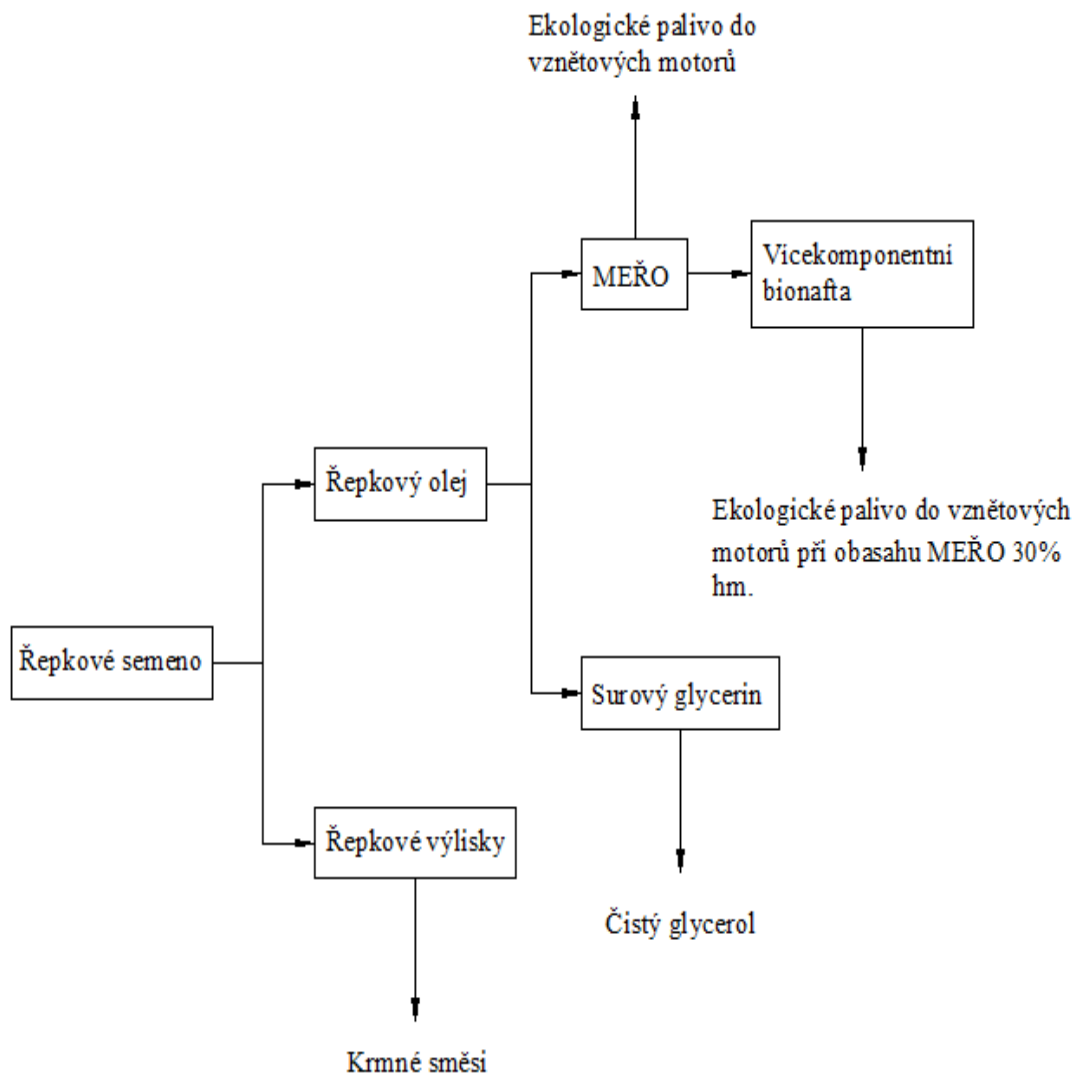 Ekologické palivo do
vznětových motorů
MEŘO
Vícekomponentní
bionafta
Řepkový olej
Ekologické palivo do vznětových
motorů při obasahu MEŘO 30%
hm.
Řepkové semeno
Surový glycerin
Řepkové výlisky
Čistý glycerol
Krmné směsi